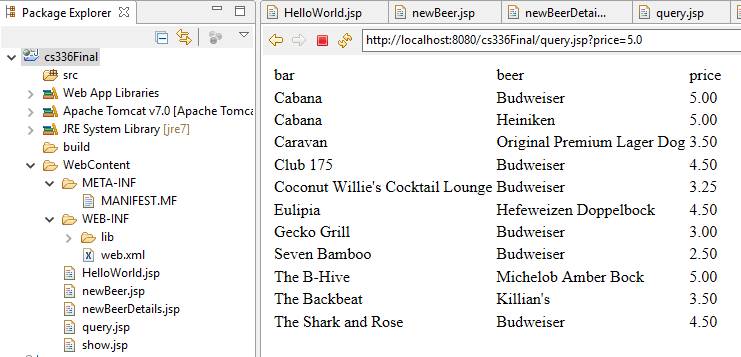 Package Explorer
cs336Final
src
Web App Libraries
Apache Tomcat v7.0 [Apache Tomca
JRE System Library [jre7]
build
WebContent
META-INF
MANIFEST.MF
WEB-INF
lib
web.xml
HelloWorld.jsp
newBeer.jsp
newBeerDetails.jsp
query.jsp
show.jsp
HelloWorld.jsp newBeer.jsp newBeerDetai... query.jsp
http://localhost:8080/cs336Final/query.jsp?price=5.0
bar beer price
Cabana Budweiser 5.00
Cabana Heiniken 5.00
Caravan Original Premium Lager Dog 3.50
Club 175 Budweiser 4.50
Coconut Willie's Cocktail Lounge Budweiser 3.25
Eulipia Hefeweizen Doppelbock 4.50
Gecko Grill Budweiser 3.00
Seven Bamboo Budweiser 2.50
The B-Hive Michelob Amber Bock 5.00
The Backbeat Killian's 3.50
The Shark and Rose Budweiser 4.50